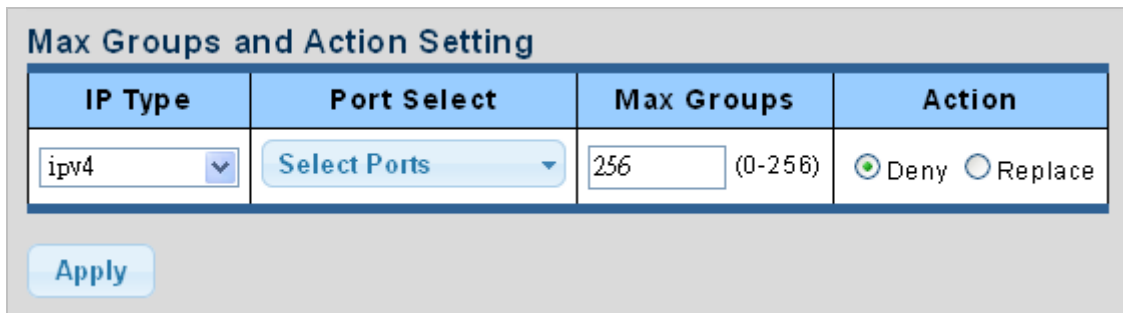 Max Groups and Action Setting
IP Type Port Select Max Groups Action
ipv4 Select Ports 256 (0-256) Deny Replace
Apply